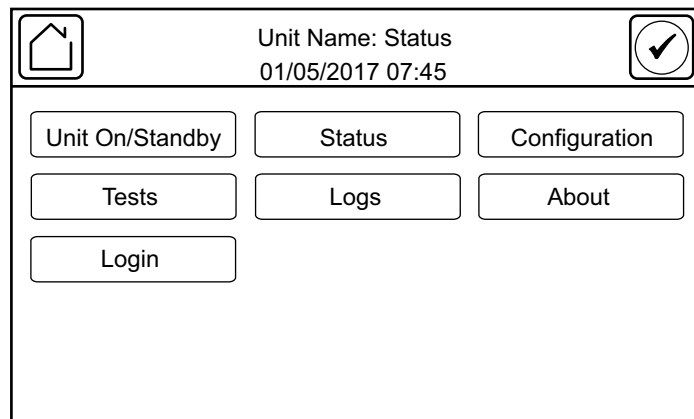 Unit Name: Status
01/05/2017 07:45
Unit On/Standby
Status
Configuration
Tests
Logs
About
Login